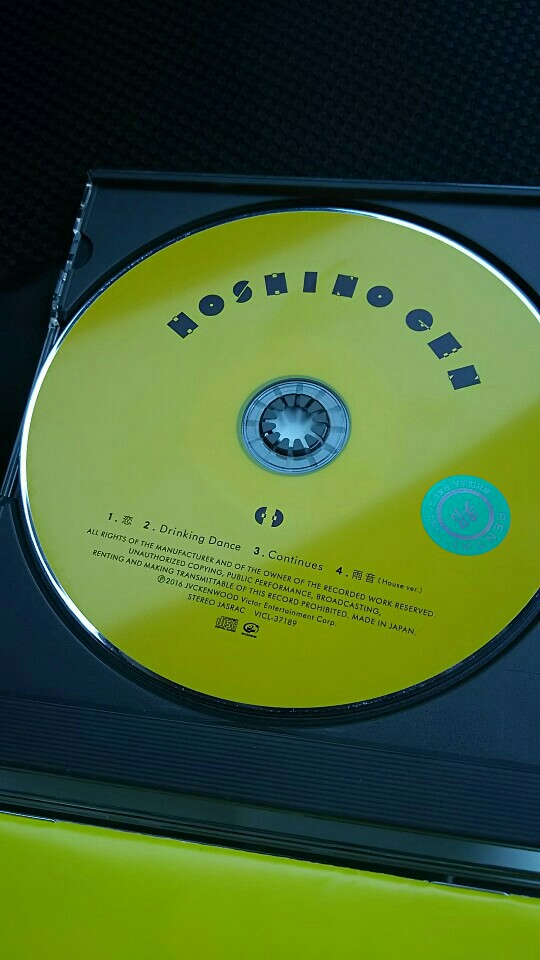 HOSHINO GEN
1. 恋 2. Drinking Dance 3. Continues 4. 雨音 (House ver.)
ALL RIGHTS OF THE MANUFACTURER AND OF THE OWNER OF THE RECORDED WORK RESERVED.
UNAUTHORIZED COPYING, PUBLIC PERFORMANCE, BROADCASTING,
RENTING AND MAKING TRANSMITTABLE OF THIS RECORD PROHIBITED. MADE IN JAPAN.
℗2016 JVCKENWOOD Victor Entertainment Corp.
STEREO JASRAC VICL-37189